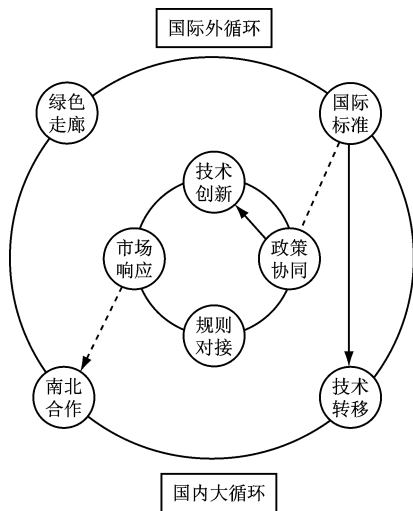 国际外循环
绿色
走廊
国际
标准
技术
创新
市场
响应
政策
协同
规则
对接
南北
合作
技术
转移
国内大循环